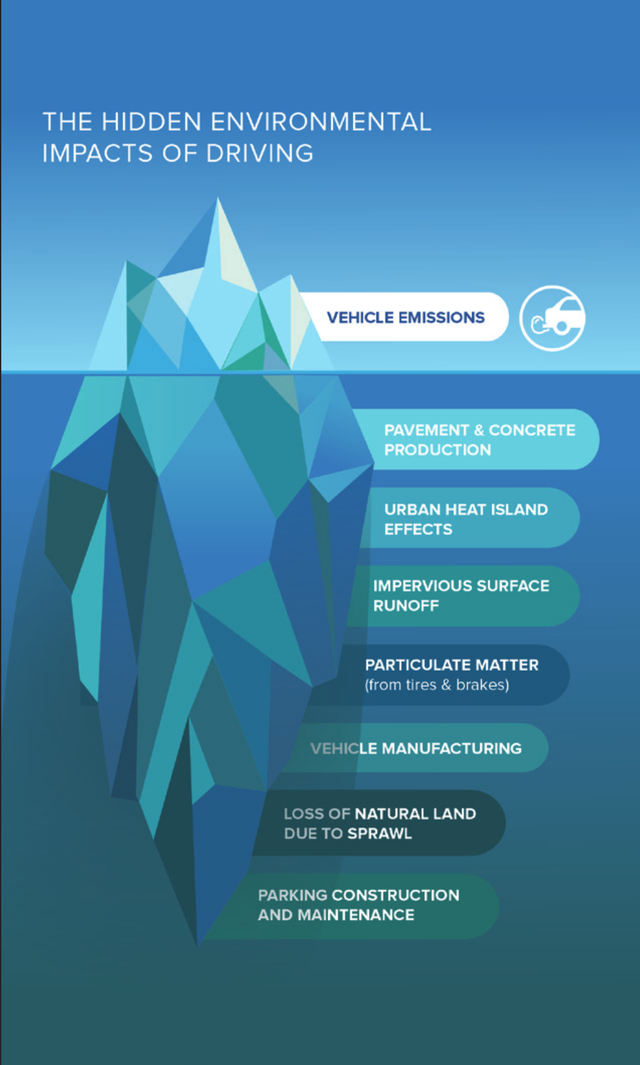 THE HIDDEN ENVIRONMENTAL
IMPACTS OF DRIVING
VEHICLE EMISSIONS
PAVEMENT & CONCRETE
PRODUCTION
URBAN HEAT ISLAND
EFFECTS
IMPERVIOUS SURFACE
RUNOFF
PARTICULATE MATTER
(from tires & brakes)
VEHICLE MANUFACTURING
LOSS OF NATURAL LAND
DUE TO SPRAWL
PARKING CONSTRUCTION
AND MAINTENANCE